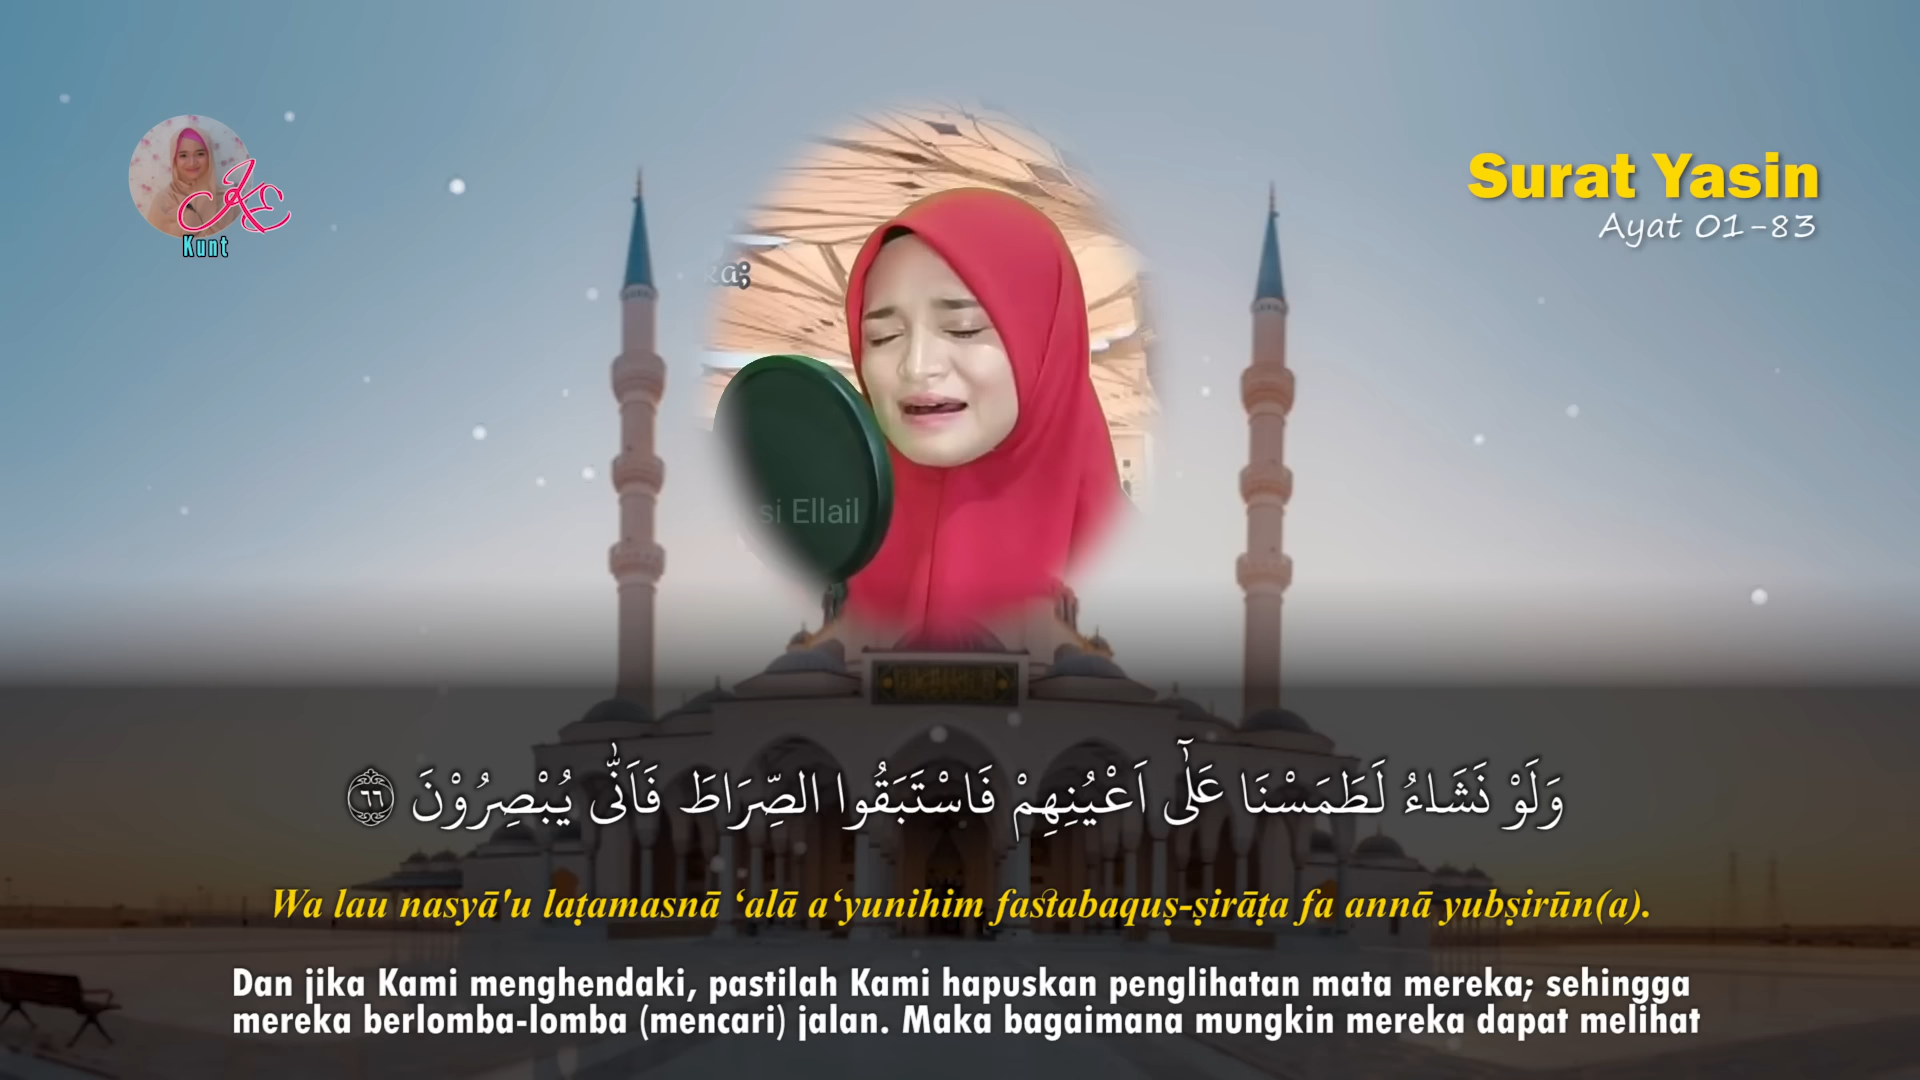 Kunt
Surat Yasin
Ayat 01-83
ka;
si Ellail
وَلَوْ نَشَاۤءُ لَطَمَسْنَا عَلٰٓى اَعْيُنِهِمْ فَاسْتَبَقُوا الصِّرَاطَ فَاَنّٰى يُبْصِرُوْنَ ٦٦
Wa lau nasyā'u laṭamasnā ‘alā a‘yunihim fastabaquṣ-ṣirāṭa fa annā yubṣirūn(a).
Dan jika Kami menghendaki, pastilah Kami hapuskan penglihatan mata mereka; sehingga
mereka berlomba-lomba (mencari) jalan. Maka bagaimana mungkin mereka dapat melihat